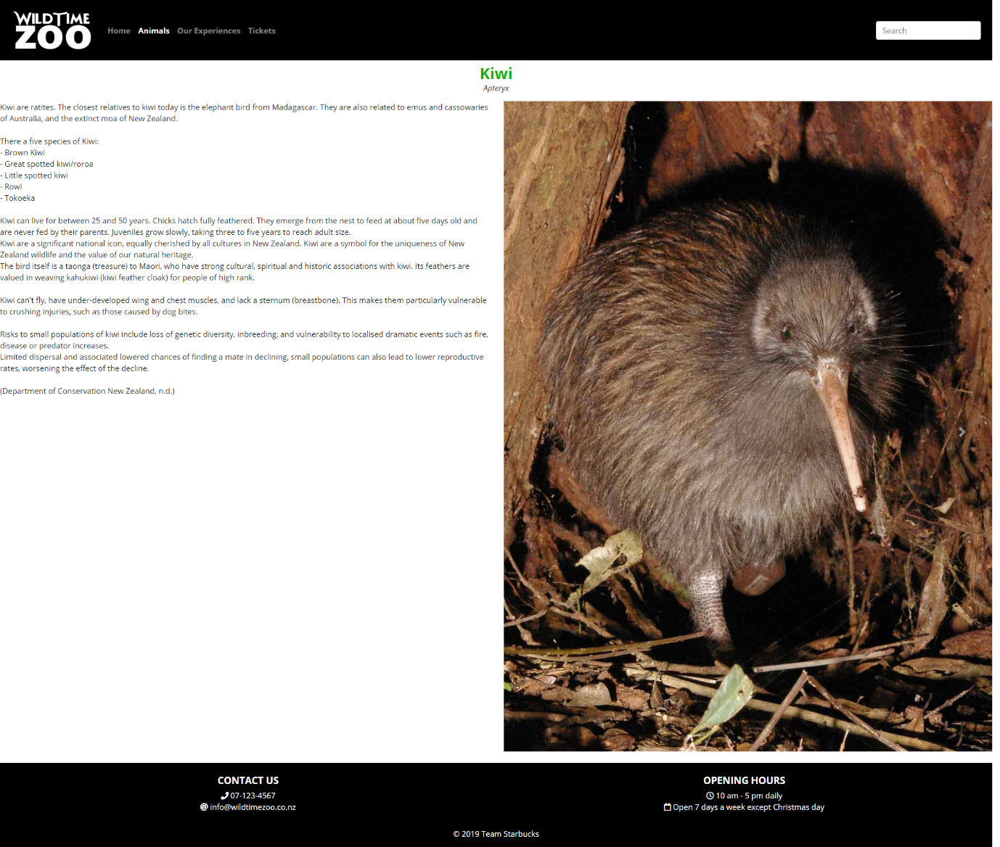 WILDTIME
ZOO
Home Animals Our Experiences Tickets
Search
Kiwi
Apteryx
Kiwi are ratites. The closest relatives to kiwi today is the elephant bird from Madagascar. They are also related to emus and cassowaries
of Australia, and the extinct moa of New Zealand.
There a five species of Kiwi:
- Brown Kiwi
- Great spotted kiwi/roroa
- Little spotted kiwi
- Rowi
- Tokoeka
Kiwi can live for between 25 and 50 years. Chicks hatch fully feathered. They emerge from the nest to feed at about five days old and
are never fed by their parents. Juveniles grow slowly, taking three to five years to reach adult size.
Kiwi are a significant national icon, equally cherished by all cultures in New Zealand. Kiwi are a symbol for the uniqueness of New
Zealand wildlife and the value of our natural heritage.
The bird itself is a taonga (treasure) to Maori, who have strong cultural, spiritual and historic associations with kiwi. Its feathers are
valued in weaving kahukiwi (kiwi feather cloak) for people of high rank.
Kiwi can't fly, have under-developed wing and chest muscles, and lack a sternum (breastbone). This makes them particularly vulnerable
to crushing injuries, such as those caused by dog bites.
Risks to small populations of kiwi include loss of genetic diversity, inbreeding, and vulnerability to localised dramatic events such as fire,
disease or predator increases.
Limited dispersal and associated lowered chances of finding a mate in declining, small populations can also lead to lower reproductive
rates, worsening the effect of the decline.
(Department of Conservation New Zealand, n.d.)
CONTACT US
07-123-4567
info@wildtimezoo.co.nz
OPENING HOURS
10 am - 5 pm daily
Open 7 days a week except Christmas day
© 2019 Team Starbucks